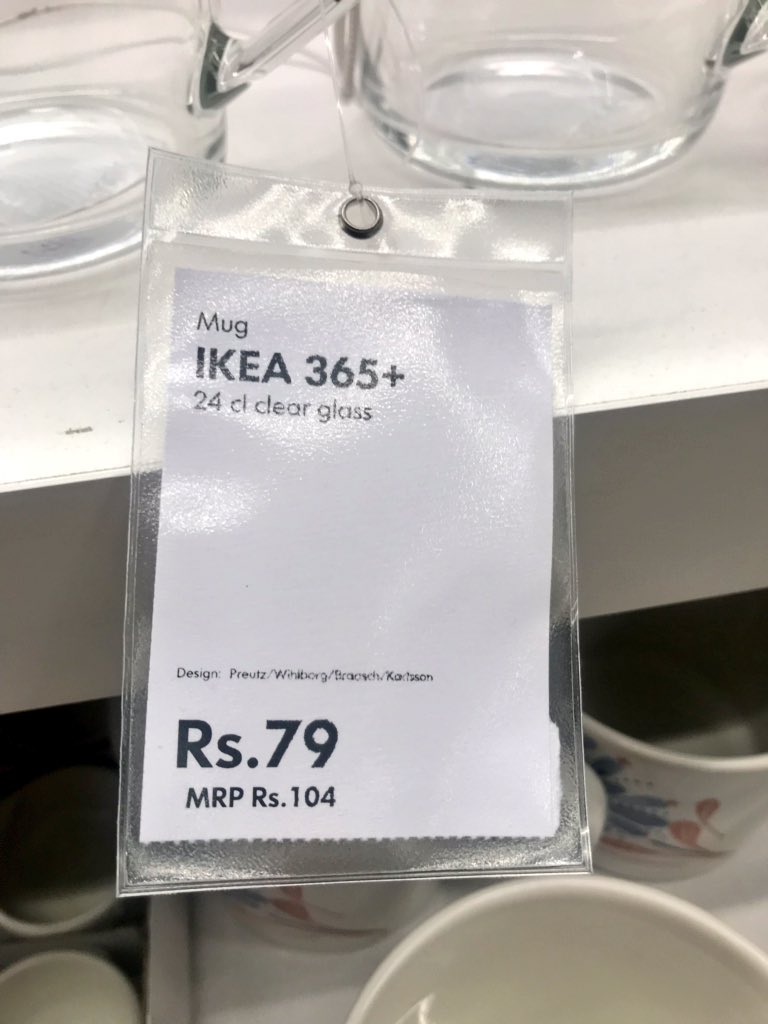 Mug
IKEA 365+
24 cl clear glass
Design: Preutz/Wihlborg/Braasch/Karlsson
Rs.79
MRP Rs.104